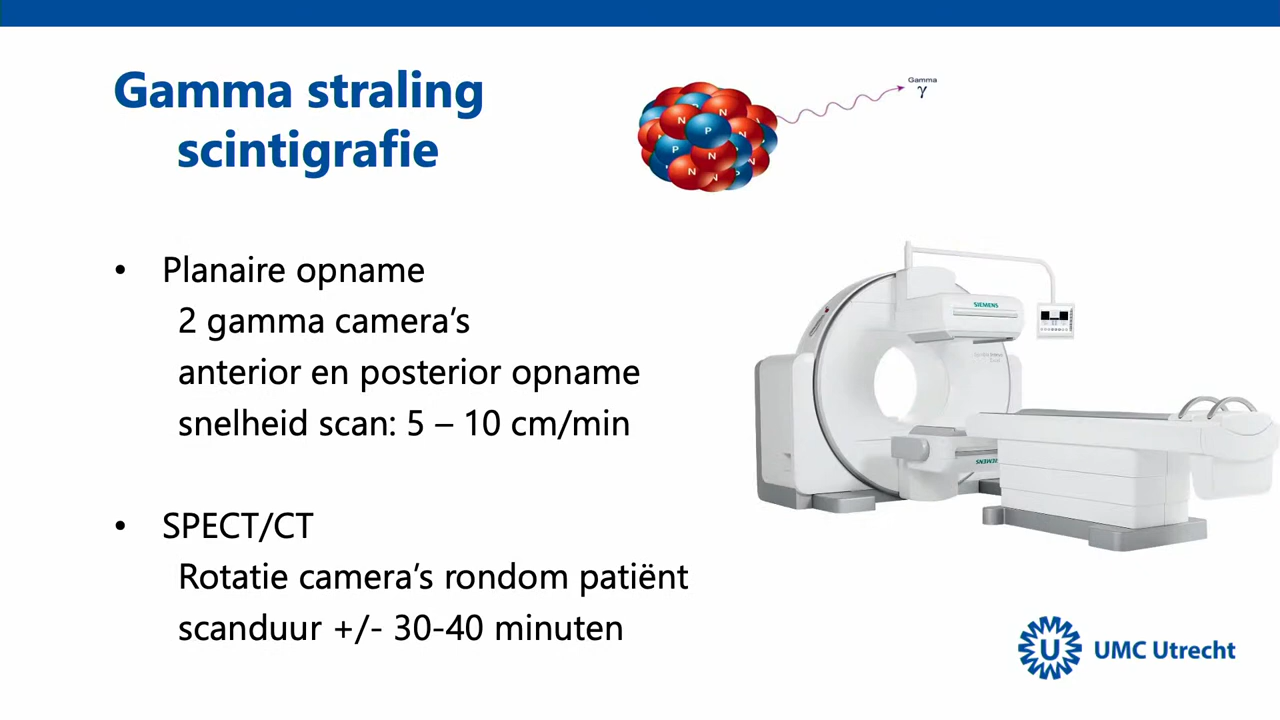 Gamma straling
scintigrafie
Gamma
γ
N
N
P
N
P
N
N
N
N
P
• Planaire opname
2 gamma camera’s
anterior en posterior opname
snelheid scan: 5 – 10 cm/min
SIEMENS
SIEMENS
• SPECT/CT
Rotatie camera’s rondom patiënt
scanduur +/- 30-40 minuten
U UMC Utrecht